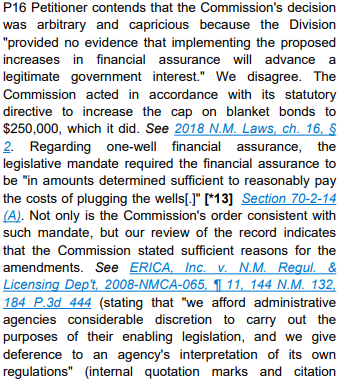 P16 Petitioner contends that the Commission's decision
was arbitrary and capricious because the Division
"provided no evidence that implementing the proposed
increases in financial assurance will advance a
legitimate government interest." We disagree. The
Commission acted in accordance with its statutory
directive to increase the cap on blanket bonds to
$250,000, which it did. See 2018 N.M. Laws, ch. 16, §
2. Regarding one-well financial assurance, the
legislative mandate required the financial assurance to
be "in amounts determined sufficient to reasonably pay
the costs of plugging the wells[.]" [*13] Section 70-2-14
(A). Not only is the Commission's order consistent with
such mandate, but our review of the record indicates
that the Commission stated sufficient reasons for the
amendments. See ERICA, Inc. v. N.M. Regul. &
Licensing Dep't, 2008-NMCA-065, ¶ 11, 144 N.M. 132,
184 P.3d 444 (stating that "we afford administrative
agencies considerable discretion to carry out the
purposes of their enabling legislation, and we give
deference to an agency's interpretation of its own
regulations" (internal quotation marks and citation